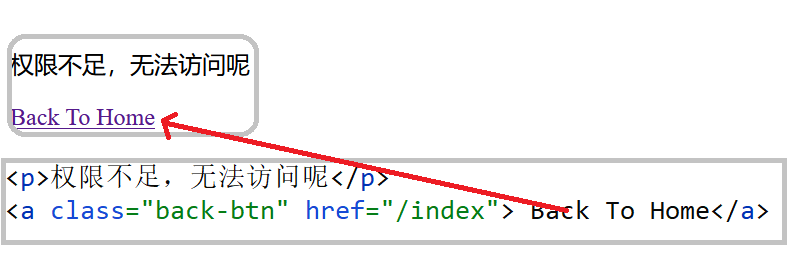 权限不足，无法访问呢
Back To Home
<p>权限不足，无法访问呢</p>
<a class="back-btn" href="/index"> Back To Home</a>